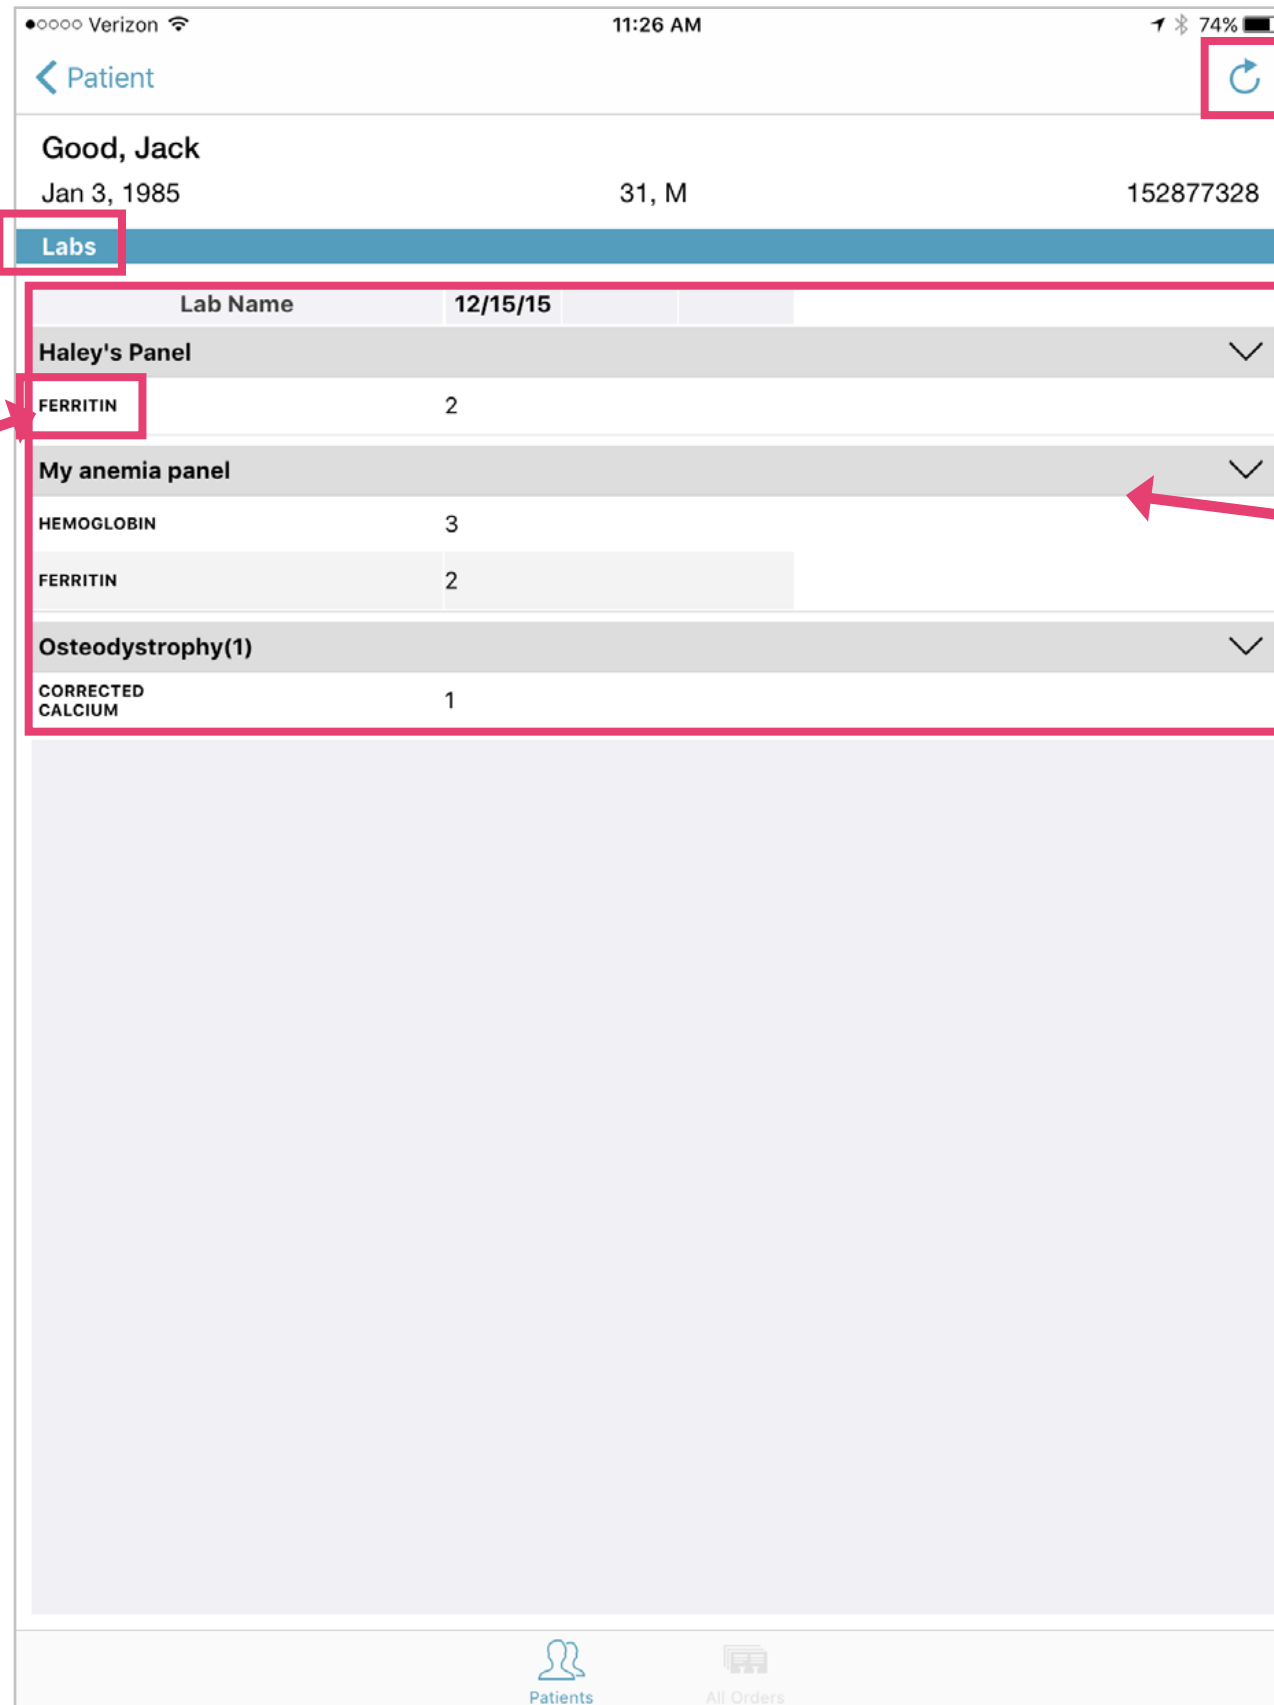 Verizon 11:26 AM 74%
Patient
Good, Jack
Jan 3, 1985 31, M 152877328
Labs
Lab Name 12/15/15
Haley's Panel
FERRITIN 2
My anemia panel
HEMOGLOBIN 3
FERRITIN 2
Osteodystrophy(1)
CORRECTED
CALCIUM 1
Patients All Orders